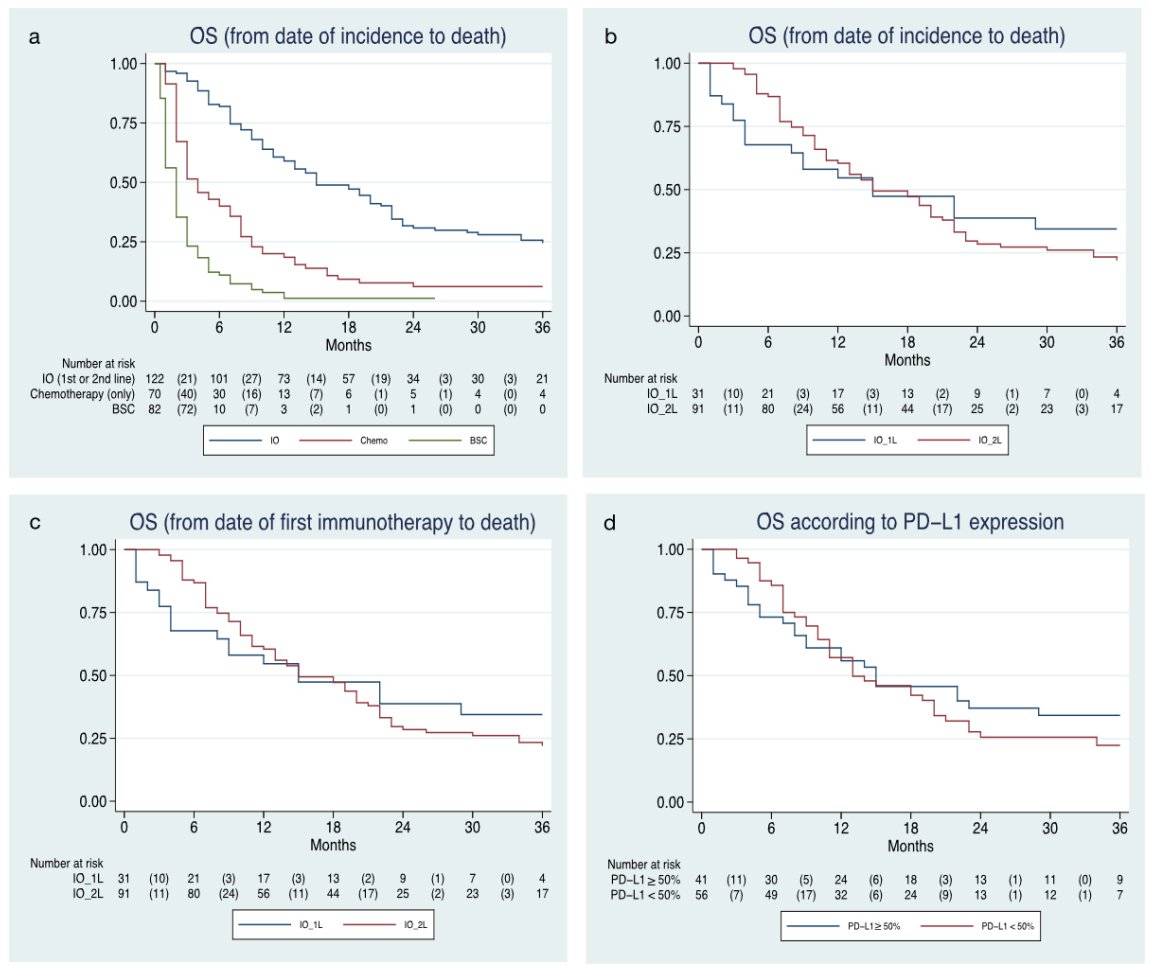 a
OS (from date of incidence to death)
1.00
0.75
0.50
0.25
0.00
0 6 12 18 24 30 36
Months
Number at risk
IO (1st or 2nd line) 122 (21) 101 (27) 73 (14) 57 (19) 34 (3) 30 (3) 21
Chemotherapy (only) 70 (40) 30 (16) 13 (7) 6 (1) 5 (1) 4 (0) 4
BSC 82 (72) 10 (7) 3 (2) 1 (0) 1 (0) 0 (0) 0
IO Chemo BSC
b
OS (from date of incidence to death)
1.00
0.75
0.50
0.25
0.00
0 6 12 18 24 30 36
Months
Number at risk
IO_1L 31 (10) 21 (3) 17 (3) 13 (2) 9 (1) 7 (0) 4
IO_2L 91 (11) 80 (24) 56 (11) 44 (17) 25 (2) 23 (3) 17
IO_1L IO_2L
c
OS (from date of first immunotherapy to death)
1.00
0.75
0.50
0.25
0.00
0 6 12 18 24 30 36
Months
Number at risk
IO_1L 31 (10) 21 (3) 17 (3) 13 (2) 9 (1) 7 (0) 4
IO_2L 91 (11) 80 (24) 56 (11) 44 (17) 25 (2) 23 (3) 17
IO_1L IO_2L
d
OS according to PD−L1 expression
1.00
0.75
0.50
0.25
0.00
0 6 12 18 24 30 36
Months
Number at risk
PD−L1 ≥ 50% 41 (11) 30 (5) 24 (6) 18 (3) 13 (1) 11 (0) 9
PD−L1 < 50% 56 (7) 49 (17) 32 (6) 24 (9) 13 (1) 12 (1) 7
PD−L1 ≥ 50% PD−L1 < 50%